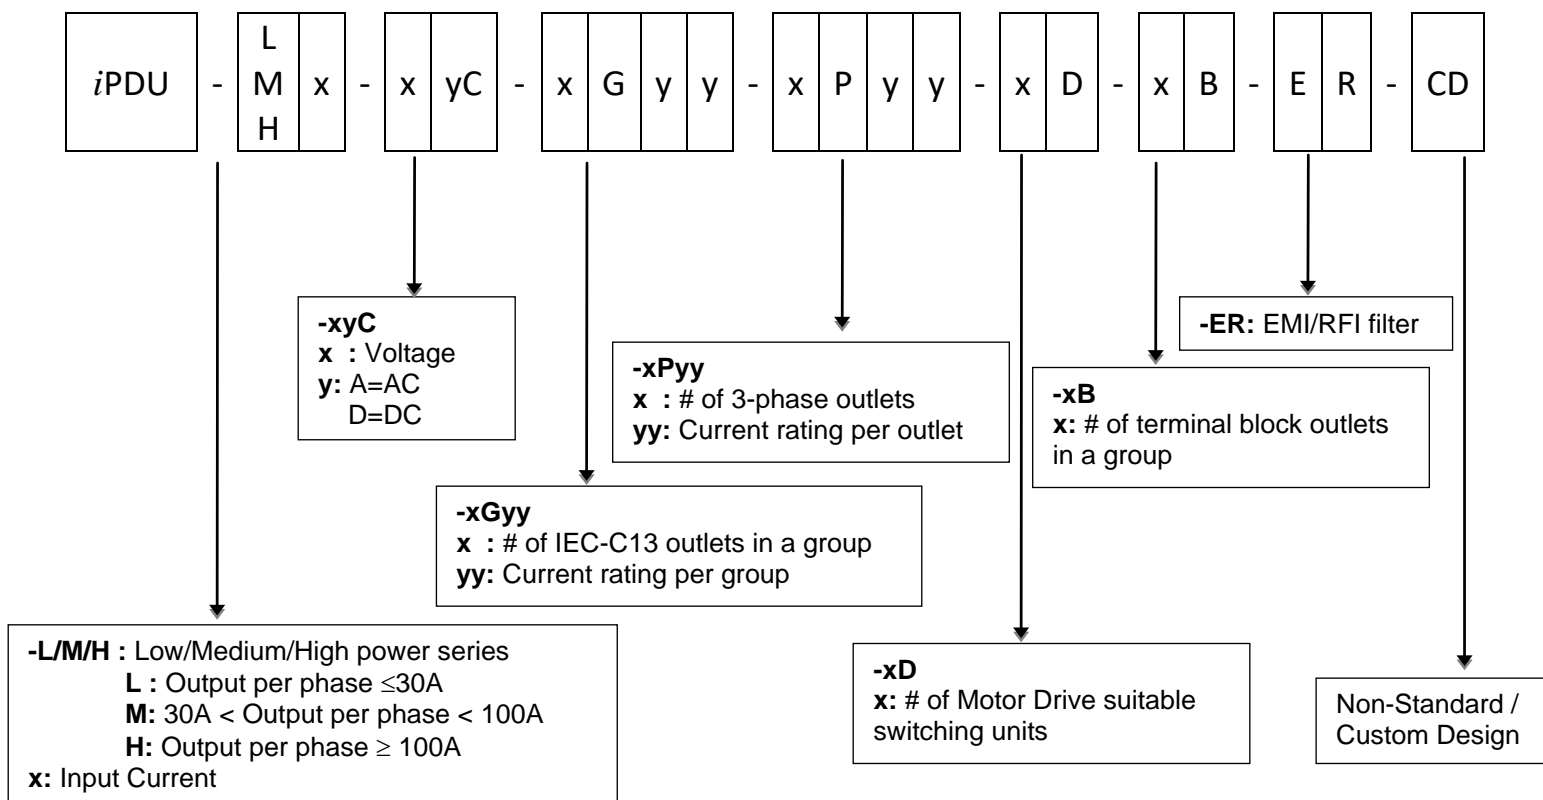 iPDU - L M H x - x yC - x G y y - x P y y - x D - x B - E R - CD
-xyC
x : Voltage
y: A=AC
D=DC
-xPyy
x : # of 3-phase outlets
yy: Current rating per outlet
-ER: EMI/RFI filter
-xB
x: # of terminal block outlets
in a group
-xGyy
x : # of IEC-C13 outlets in a group
yy: Current rating per group
-L/M/H : Low/Medium/High power series
L : Output per phase ≤30A
M: 30A < Output per phase < 100A
H: Output per phase ≥ 100A
x: Input Current
-xD
x: # of Motor Drive suitable
switching units
Non-Standard /
Custom Design